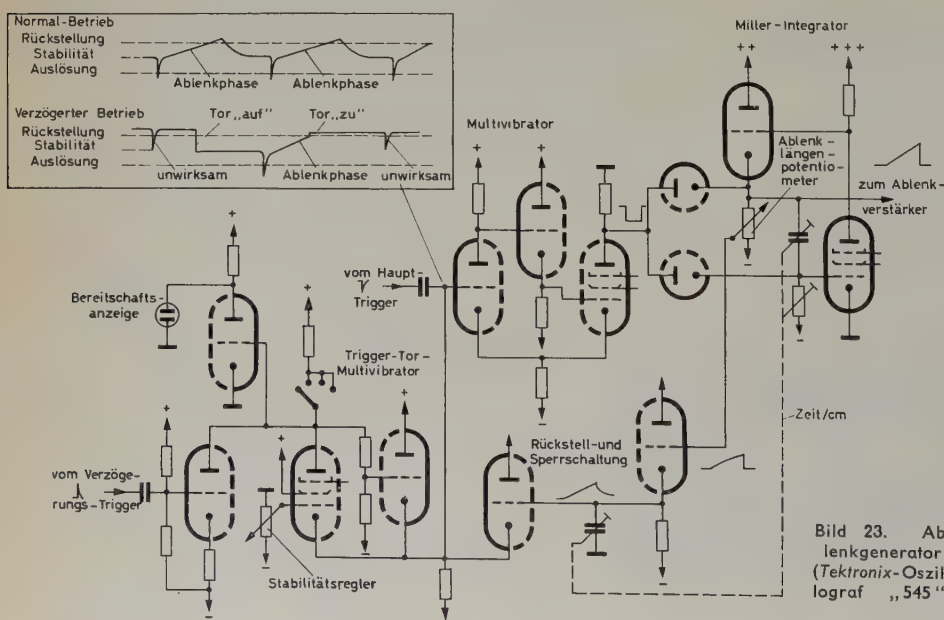 Normal-Betrieb
Rückstellung
Stabilität
Auslösung
Ablenkphase
Ablenkphase
Verzögerter Betrieb
Tor „auf"
Tor „zu"
Rückstellung
Stabilität
Auslösung
unwirksam
Ablenkphase
unwirksam
Miller-Integrator
++
+++
Multivibrator
+
+
Ablenk-
längen-
potentio-
meter
zum Ablenk-
verstärker
vom Haupt-
Trigger
Bereitschafts-
anzeige
+
+
Trigger-Tor-
Multivibrator
+
+
+
+
+
+
vom Verzöge-
rungs-Trigger
Stabilitätsregler
Rückstell-und
Sperrschaltung
Zeit/cm
Bild 23. Ab
lenkgenerator
(Tektronix-Oszil
lograf „545"